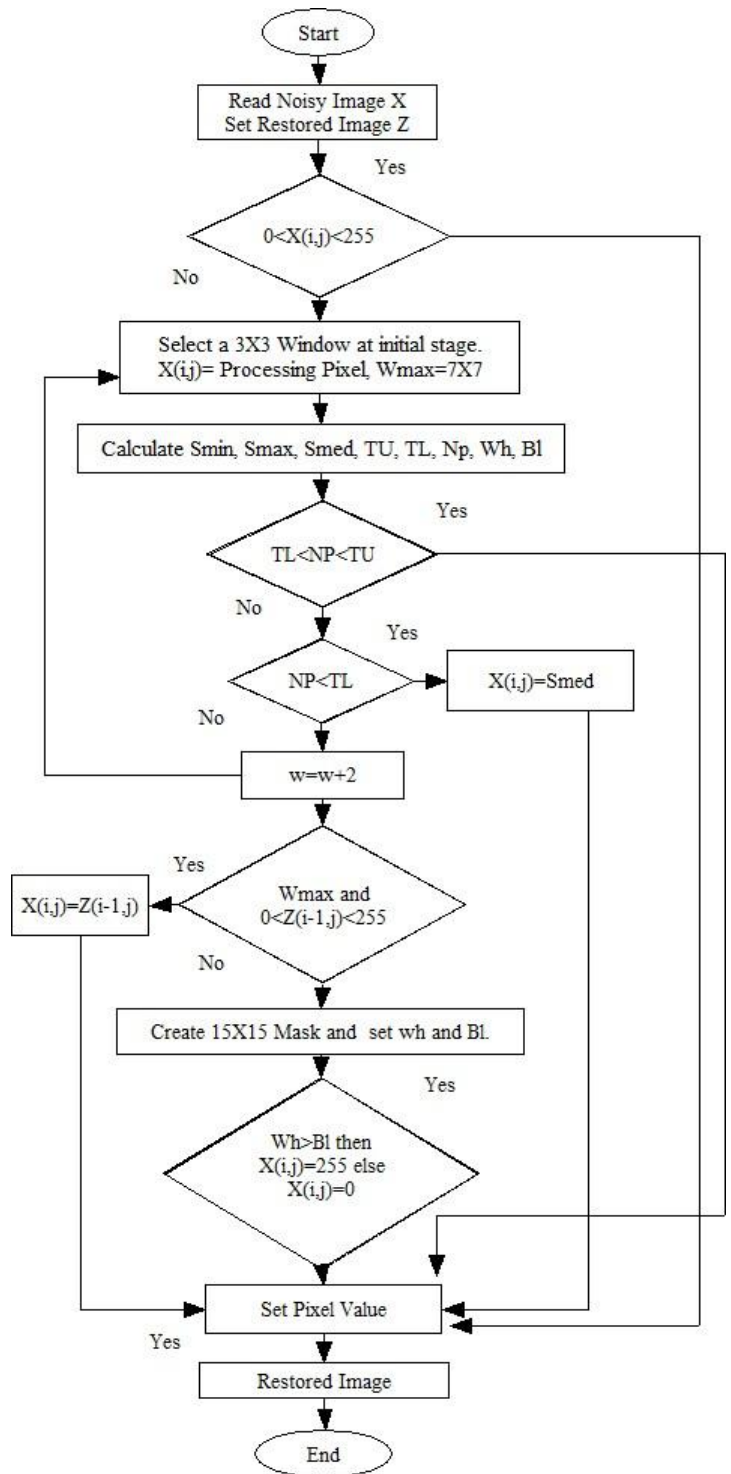 Start
Read Noisy Image X
Set Restored Image Z
Yes
0<X(i,j)<255
No
Select a 3X3 Window at initial stage.
X(i,j)= Processing Pixel, Wmax=7X7
Calculate Smin, Smax, Smed, TU, TL, Np, Wh, Bl
Yes
TL<NP<TU
No
Yes
NP<TL
X(i,j)=Smed
No
w=w+2
Yes
Wmax and
0<Z(i-1,j)<255
X(i,j)=Z(i-1,j)
No
Create 15X15 Mask and set wh and Bl.
Yes
Wh>Bl then
X(i,j)=255 else
X(i,j)=0
Set Pixel Value
Yes
Restored Image
End